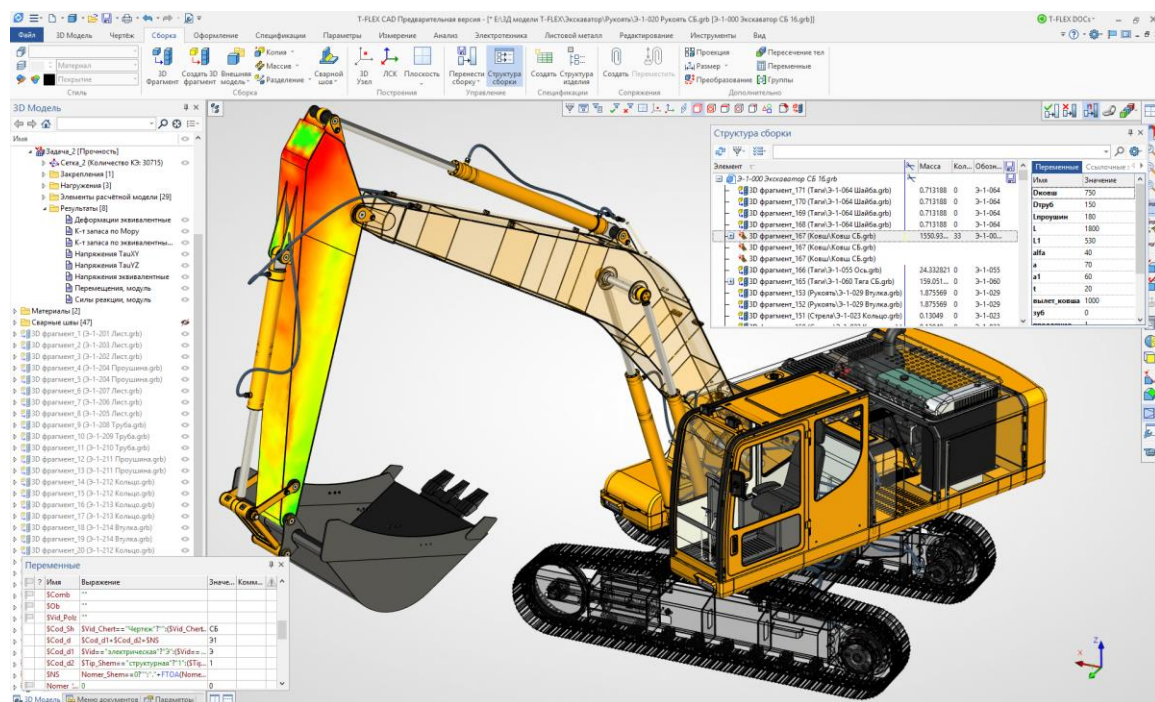 T-FLEX CAD Предварительная версия - [* E:\3Д модели T-FLEX\Экскаватор\Рукоять\Э-1-020 Рукоять СБ.grb [Э-1-000 Экскаватор СБ 16.grb]]
T-FLEX DOCs
Файл 3D Модель Чертёж Сборка Оформление Спецификации Параметры Измерение Анализ Электротехника Листовой металл Редактирование Инструменты Вид
Материал
Покрытие
Стиль
3D Фрагмент
Создать 3D фрагмент
Внешняя модель
Копия
Массив
Разделение
Сварной шов
Сборка
3D Узел
ЛСК
Плоскость
Построения
Перенести сборку
Структура сборки
Управление
Создать
Структура изделия
Спецификации
Создать
Переместить
Сопряжения
Проекция
Размер
Преобразование
Пересечение тел
Переменные
Группы
Дополнительно
3D Модель
Имя
Задача_2 [Прочность]
Сетка_2 (Количество КЭ: 30715)
Закрепления [1]
Нагружения [3]
Элементы расчётной модели [29]
Результаты [8]
Деформации эквивалентные
К-т запаса по Мору
К-т запаса по эквивалентны...
Напряжения TauXY
Напряжения TauYZ
Напряжения эквивалентные
Перемещения, модуль
Силы реакции, модуль
Материалы [2]
Сварные швы [47]
3D фрагмент_1 (Э-1-201 Лист.grb)
3D фрагмент_2 (Э-1-203 Лист.grb)
3D фрагмент_3 (Э-1-202 Лист.grb)
3D фрагмент_4 (Э-1-204 Проушина.grb)
3D фрагмент_5 (Э-1-204 Проушина.grb)
3D фрагмент_6 (Э-1-207 Лист.grb)
3D фрагмент_7 (Э-1-206 Лист.grb)
3D фрагмент_8 (Э-1-205 Лист.grb)
3D фрагмент_9 (Э-1-208 Труба.grb)
3D фрагмент_10 (Э-1-209 Труба.grb)
3D фрагмент_11 (Э-1-210 Труба.grb)
3D фрагмент_12 (Э-1-211 Проушина.grb)
3D фрагмент_13 (Э-1-211 Проушина.grb)
3D фрагмент_14 (Э-1-212 Кольцо.grb)
3D фрагмент_15 (Э-1-212 Кольцо.grb)
3D фрагмент_16 (Э-1-213 Кольцо.grb)
3D фрагмент_17 (Э-1-213 Кольцо.grb)
3D фрагмент_18 (Э-1-214 Втулка.grb)
3D фрагмент_19 (Э-1-214 Втулка.grb)
3D фрагмент_20 (Э-1-212 Кольцо.grb)
Структура сборки
Элемент Масса Кол... Обозн...
Э-1-000 Экскаватор СБ 16.grb
3D фрагмент_171 (Тяги\Э-1-064 Шайба.grb) 0.713188 0 Э-1-064
3D фрагмент_170 (Тяги\Э-1-064 Шайба.grb) 0.713188 0 Э-1-064
3D фрагмент_169 (Тяги\Э-1-064 Шайба.grb) 0.713188 0 Э-1-064
3D фрагмент_168 (Тяги\Э-1-064 Шайба.grb) 0.713188 0 Э-1-064
3D фрагмент_167 (Ковш\Ковш СБ.grb) 1550.93... 33 Э-1-00...
3D фрагмент_167 (Ковш\Ковш СБ.grb)
3D фрагмент_167 (Ковш\Ковш СБ.grb)
3D фрагмент_166 (Тяги\Э-1-055 Ось.grb) 24.332821 0 Э-1-055
3D фрагмент_165 (Тяги\Э-1-060 Тяга СБ.grb) 159.051... 0 Э-1-060
3D фрагмент_153 (Рукоять\Э-1-029 Втулка.grb) 1.875569 0 Э-1-029
3D фрагмент_152 (Рукоять\Э-1-029 Втулка.grb) 1.875569 0 Э-1-029
3D фрагмент_151 (Стрела\Э-1-023 Кольцо.grb) 0.13049 0 Э-1-023
Переменные Ссылочные
Имя Значение
Dковш 750
Dтруб 150
Lпроушин 180
L 1800
L1 530
alfa 40
a 70
a1 60
t 20
вылет_ковша 1000
зуб 0
Переменные
? Имя Выражение Значе... Комм...
$Comb ""
$Ob ""
$Vid_Polz ""
$Cod_Sh $Vid_Chert=="Чертеж"?"":($Vid_Chert... СБ
$Cod_d $Cod_d1+$Cod_d2+$NS Э1
$Cod_d1 $Vid=="электрическая"?"Э":($Vid==... Э
$Cod_d2 $Tip_Shem=="структурная"?"1":($Tip... 1
$NS Nomer_Shem==0?"":"."+FTOA(Nome...
Nomer 0 0
3D Модель Меню документов Параметры
Z
X